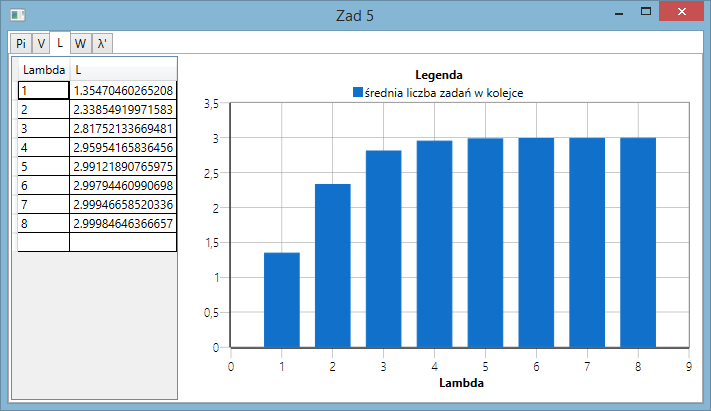 Zad 5
Pi V L W λ'
Lambda L
1 1.35470460265208
2 2.33854919971583
3 2.81752133669481
4 2.95954165836456
5 2.99121890765975
6 2.99794460990698
7 2.99946658520336
8 2.99984646366657
Legenda
średnia liczba zadań w kolejce
3,5
3
2,5
2
1,5
1
0,5
0
0 1 2 3 4 5 6 7 8 9
Lambda